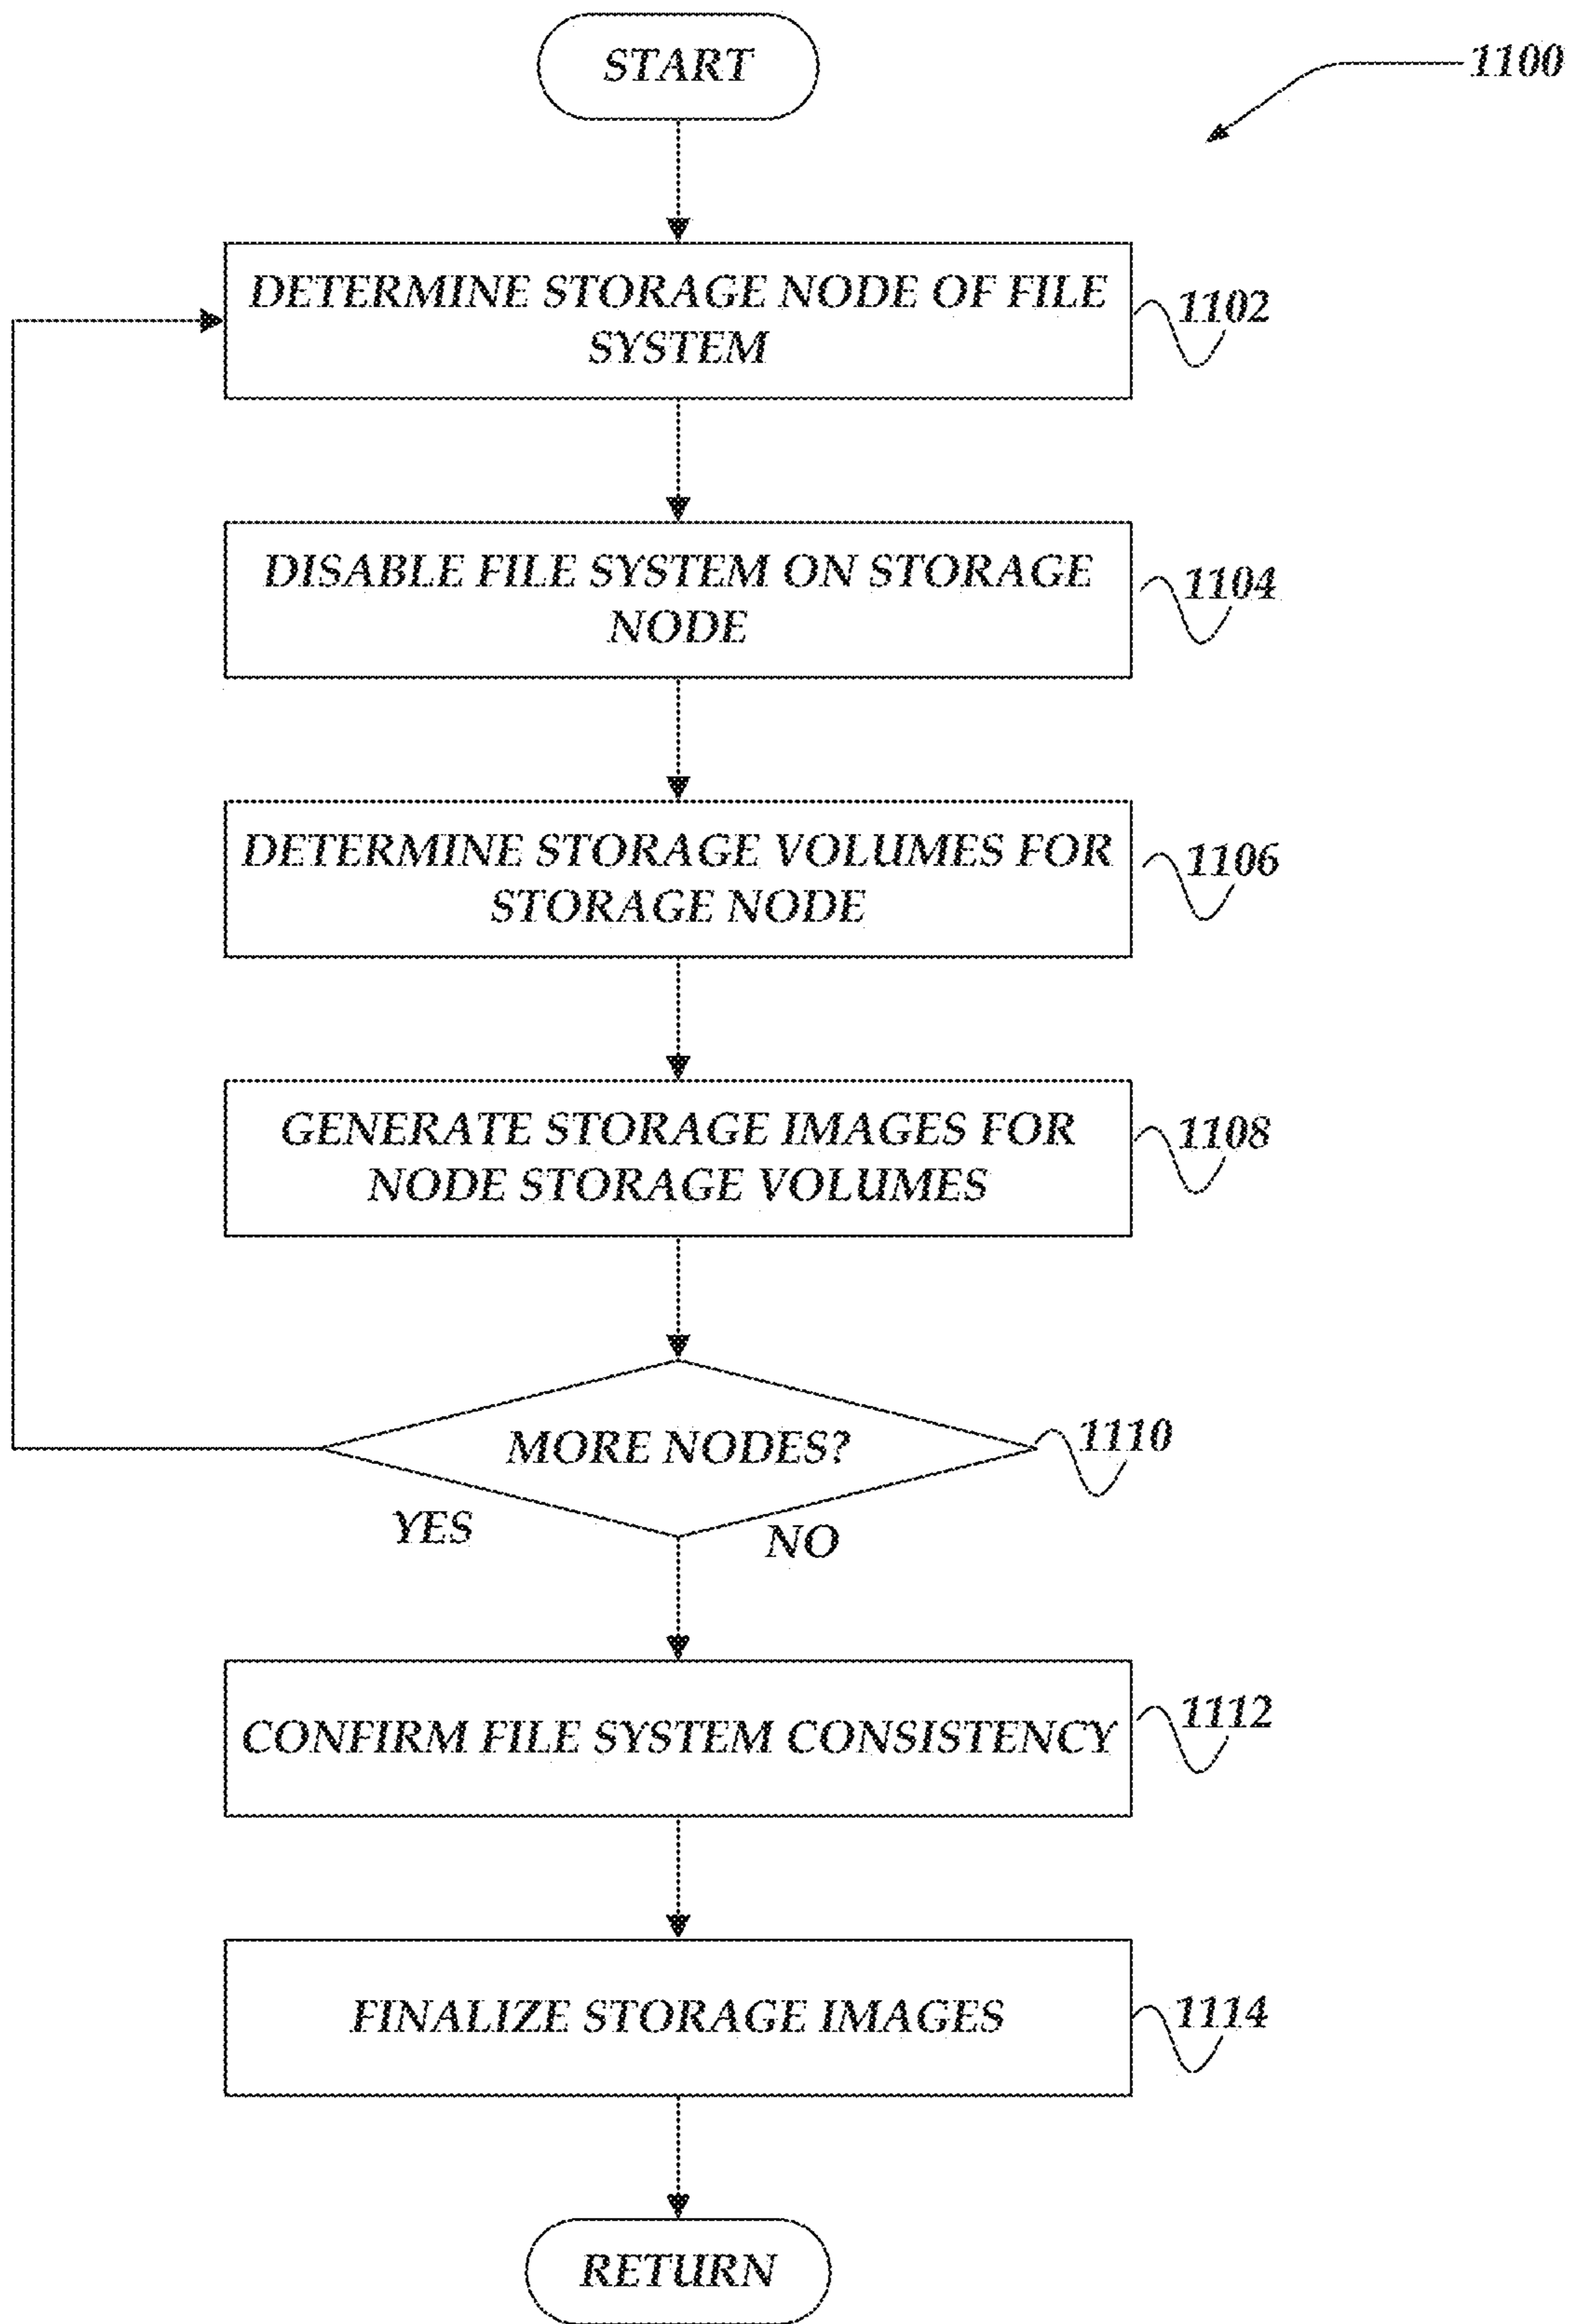 START
1100
DETERMINE STORAGE NODE OF FILE
SYSTEM
1102
DISABLE FILE SYSTEM ON STORAGE
NODE
1104
DETERMINE STORAGE VOLUMES FOR
STORAGE NODE
1106
GENERATE STORAGE IMAGES FOR
NODE STORAGE VOLUMES
1108
MORE NODES?
1110
YES
NO
CONFIRM FILE SYSTEM CONSISTENCY
1112
FINALIZE STORAGE IMAGES
1114
RETURN